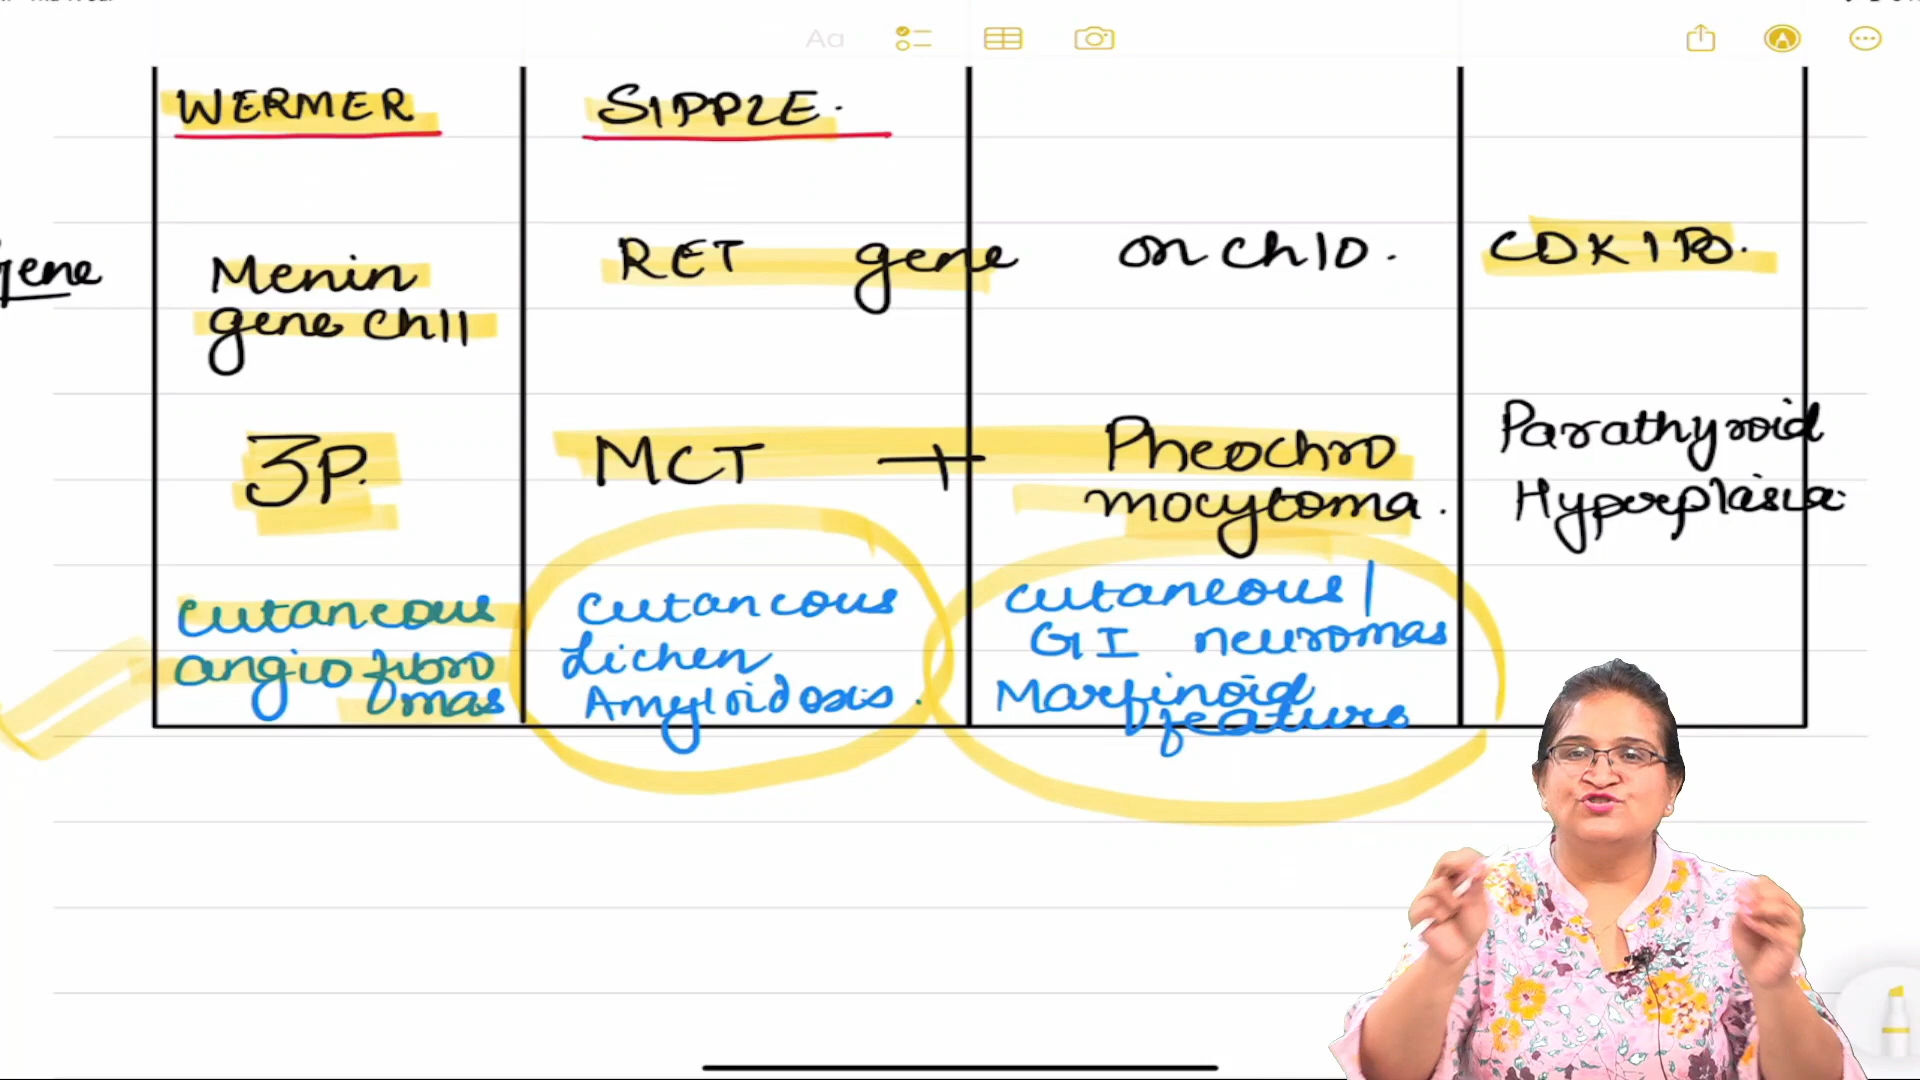 Aa
WERMER SIPPLE.
gene Menin RET gene on ch10. CDK1B.
gene ch11
3P. MCT + Pheochro Parathyroid
mocytoma. Hyperplasia.
cutaneous Cutaneous cutaneous/
angiofibro Lichen GI neuromas
mas Amyloidosis. Marfinoid
feature